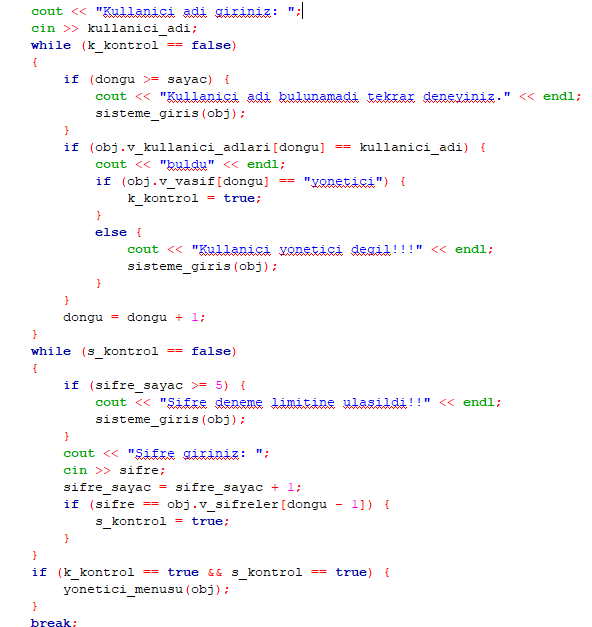 cout << "Kullanici adi giriniz: ";
cin >> kullanici_adi;
while (k_kontrol == false)
{
    if (dongu >= sayac) {
        cout << "Kullanici adi bulunamadi tekrar deneyiniz." << endl;
        sisteme_giris(obj);
    }
    if (obj.v_kullanici_adlari[dongu] == kullanici_adi) {
        cout << "buldu" << endl;
        if (obj.v_vasif[dongu] == "yonetici") {
            k_kontrol = true;
        }
        else {
            cout << "Kullanici yonetici degil!!!" << endl;
            sisteme_giris(obj);
        }
    }
    dongu = dongu + 1;
}
while (s_kontrol == false)
{
    if (sifre_sayac >= 5) {
        cout << "Sifre deneme limitine ulasildi!!" << endl;
        sisteme_giris(obj);
    }
    cout << "Sifre giriniz: ";
    cin >> sifre;
    sifre_sayac = sifre_sayac + 1;
    if (sifre == obj.v_sifreler[dongu - 1]) {
        s_kontrol = true;
    }
}
if (k_kontrol == true && s_kontrol == true) {
    yonetici_menusu(obj);
}
break;